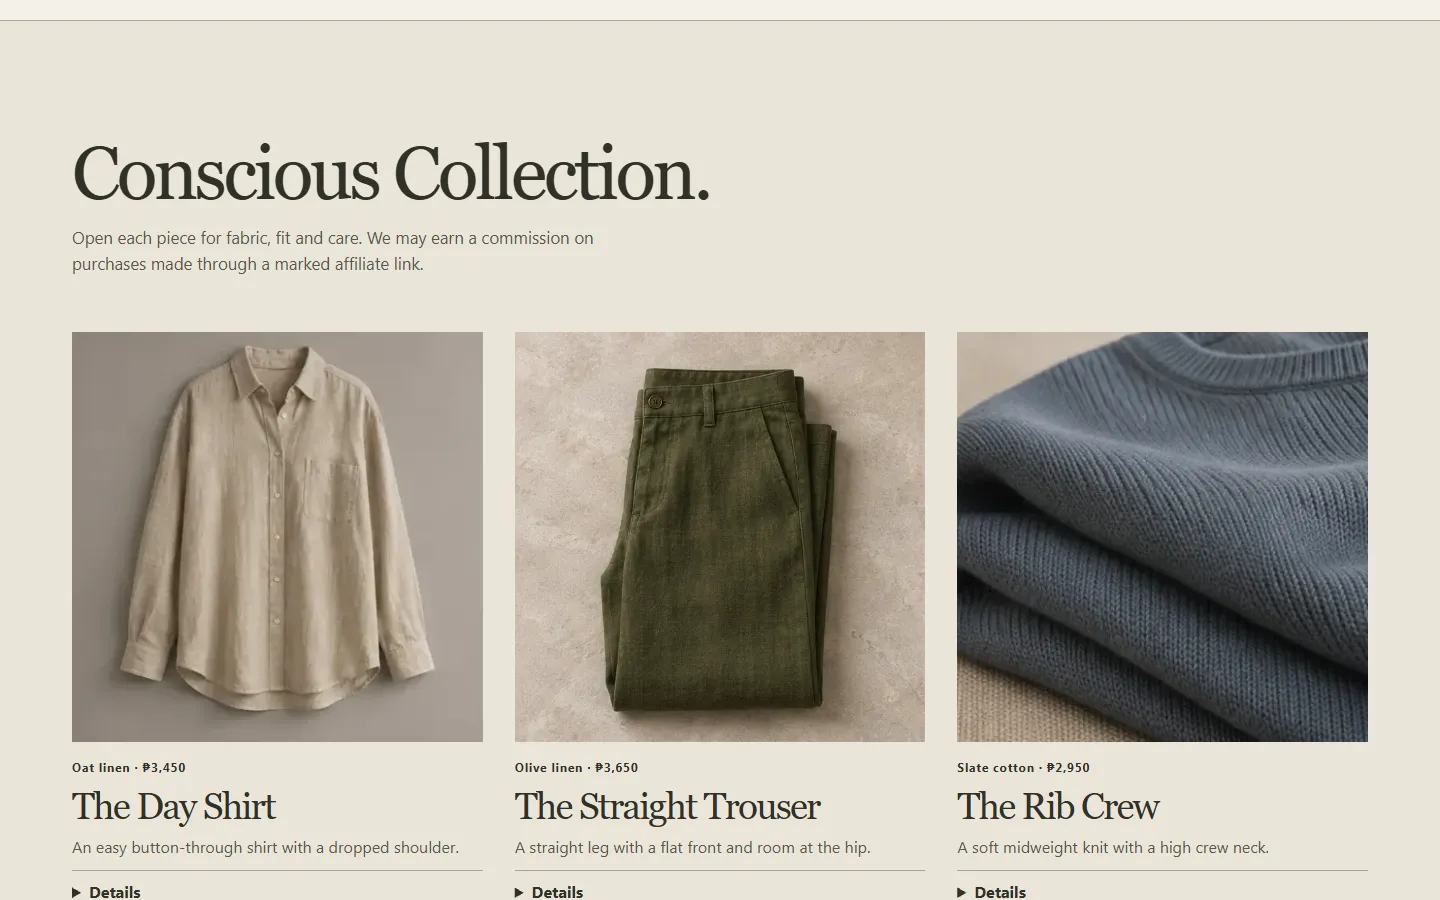 Conscious Collection.
Open each piece for fabric, fit and care. We may earn a commission on
purchases made through a marked affiliate link.
Oat linen · ₱3,450
The Day Shirt
An easy button-through shirt with a dropped shoulder.
Details
Olive linen · ₱3,650
The Straight Trouser
A straight leg with a flat front and room at the hip.
Details
Slate cotton · ₱2,950
The Rib Crew
A soft midweight knit with a high crew neck.
Details